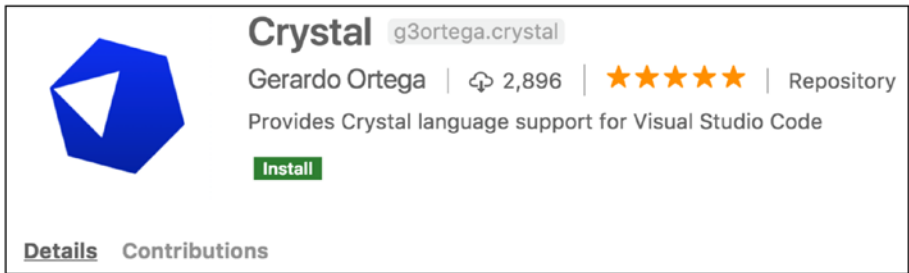 Crystal g3ortega.crystal
Gerardo Ortega | 2,896 | Repository
Provides Crystal language support for Visual Studio Code
Install
Details Contributions